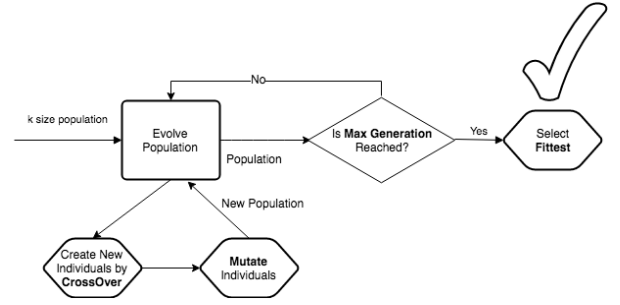 No
k size population
Evolve
Population
Population
Is Max Generation
Reached?
Yes
Select
Fittest
New Population
Create New
Individuals by
CrossOver
Mutate
Individuals